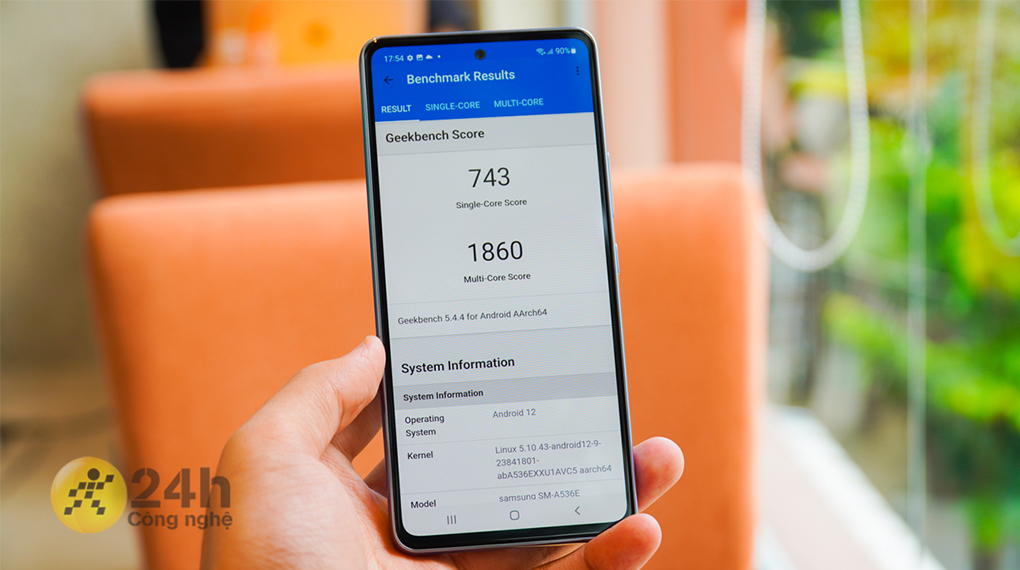 17:54
90%
Benchmark Results
RESULT SINGLE-CORE MULTI-CORE
Geekbench Score
743
Single-Core Score
1860
Multi-Core Score
Geekbench 5.4.4 for Android AArch64
System Information
System Information
Operating System Android 12
Kernel Linux 5.10.43-android12-9-
23841801-
abA536EXXU1AVC5 aarch64
Model samsung SM-A536E
24h
Công nghệ